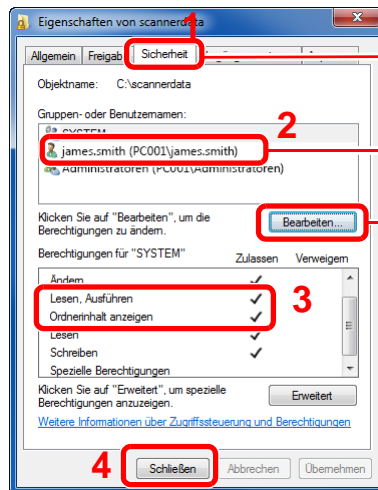 Eigenschaften von scannerdata
1
Allgemein Freigab Sicherheit
Objektname: C:\scannerdata
Gruppen- oder Benutzernamen:
2
SYSTEM
james.smith (PC001\james.smith)
Administratoren (PC001\Administratoren)
Klicken Sie auf "Bearbeiten", um die
Berechtigungen zu ändern.
Bearbeiten...
Berechtigungen für "SYSTEM" Zulassen Verweigern
Ändern
Lesen, Ausführen
3
Ordnerinhalt anzeigen
Lesen
Schreiben
Spezielle Berechtigungen
Klicken Sie auf "Erweitert", um spezielle
Berechtigungen anzuzeigen.
Erweitert
Weitere Informationen über Zugriffssteuerung und Berechtigungen
4
Schließen Abbrechen Übernehmen